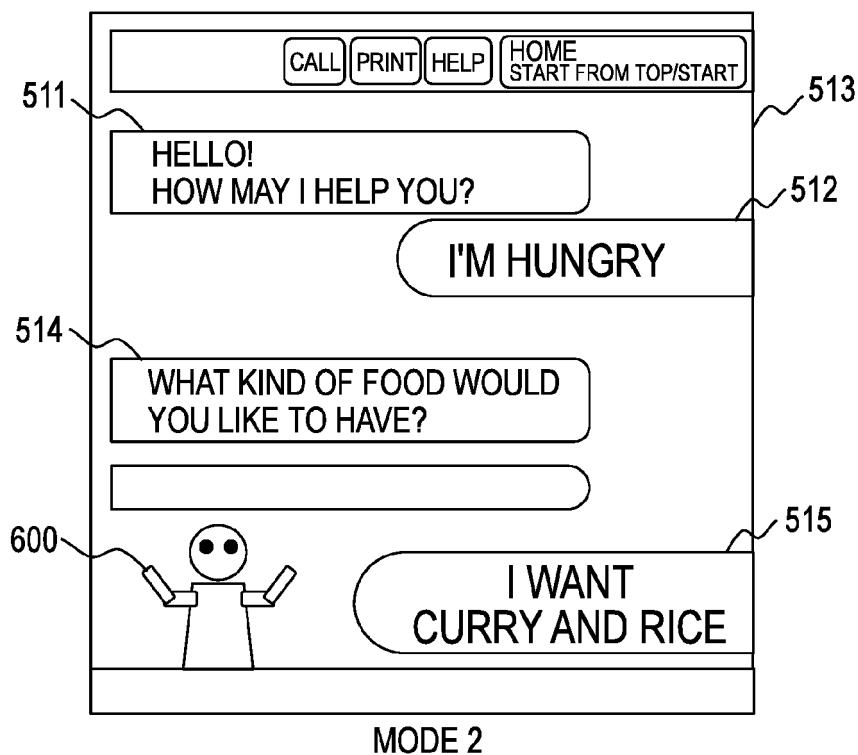 CALL PRINT HELP HOME
START FROM TOP/START
511
513
HELLO!
HOW MAY I HELP YOU?
512
I'M HUNGRY
514
WHAT KIND OF FOOD WOULD
YOU LIKE TO HAVE?
600
515
I WANT
CURRY AND RICE
MODE 2